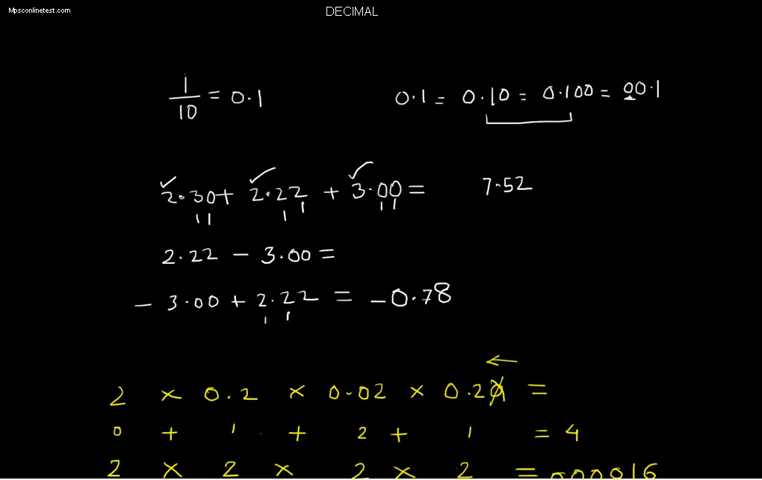 Mpsconlinetest.com
DECIMAL
1/10 = 0.1
0.1 = 0.10 = 0.100 = 00.1
2.30 + 2.22 + 3.00 = 7.52
2.22 - 3.00 =
- 3.00 + 2.22 = -0.78
2 × 0.2 × 0.02 × 0.20 =
0 + 1 + 2 + 1 = 4
2 × 2 × 2 × 2 = 000016